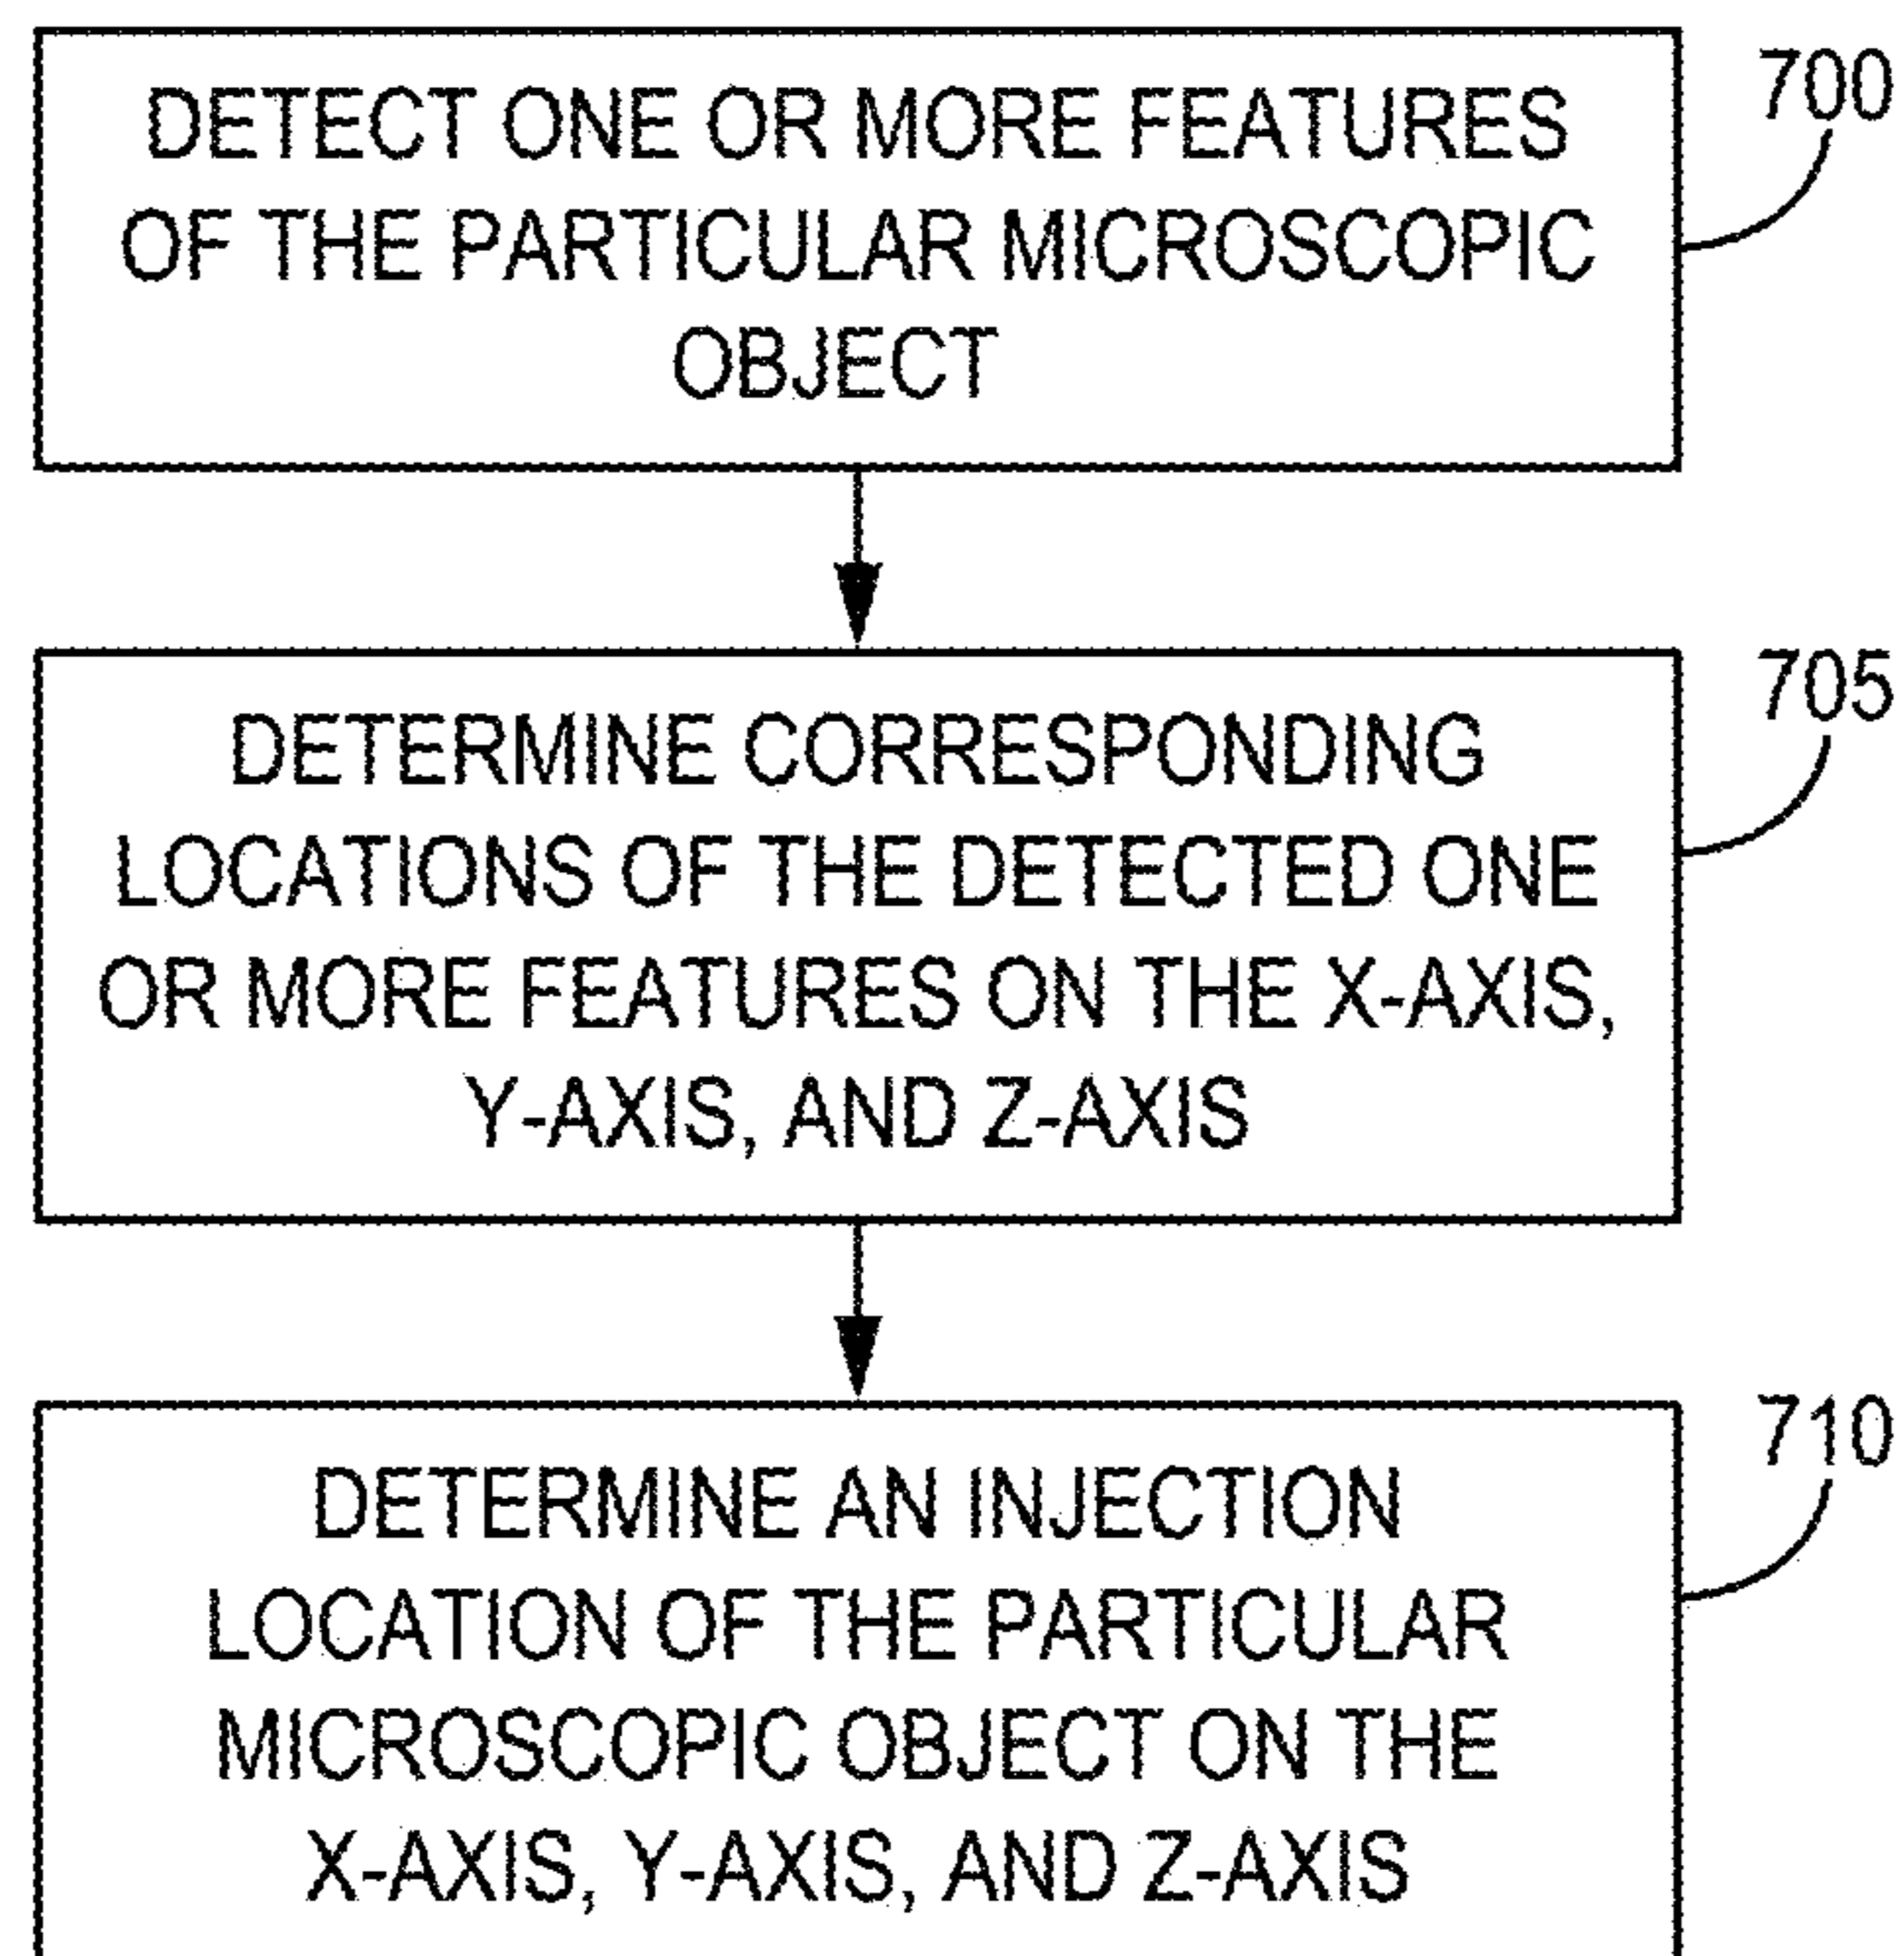 DETECT ONE OR MORE FEATURES
OF THE PARTICULAR MICROSCOPIC
OBJECT
700
DETERMINE CORRESPONDING
LOCATIONS OF THE DETECTED ONE
OR MORE FEATURES ON THE X-AXIS,
Y-AXIS, AND Z-AXIS
705
DETERMINE AN INJECTION
LOCATION OF THE PARTICULAR
MICROSCOPIC OBJECT ON THE
X-AXIS, Y-AXIS, AND Z-AXIS
710